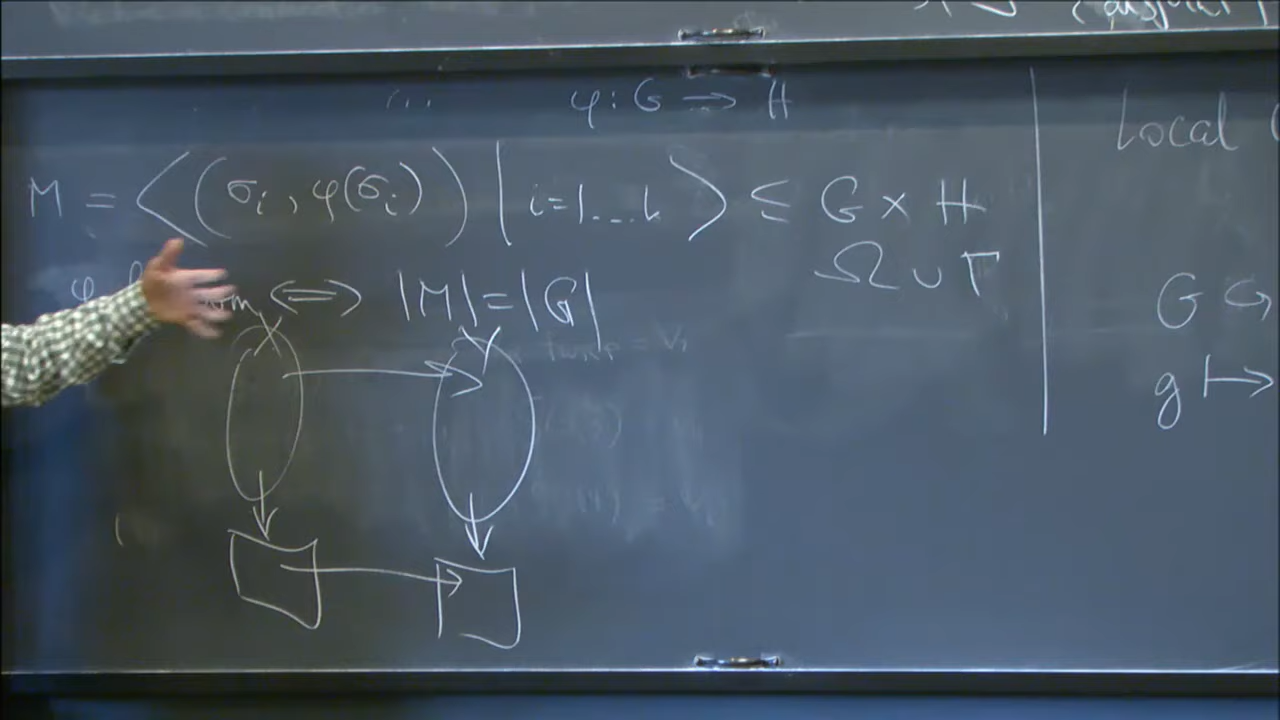 φ : G → H
M = ⟨ (σᵢ, φ(σᵢ)) | i=1...k ⟩ ≤ G × H
Ω ∪ Γ
φ ⟺ |M| = |G|
X Y
Local
G ↪
g ↦